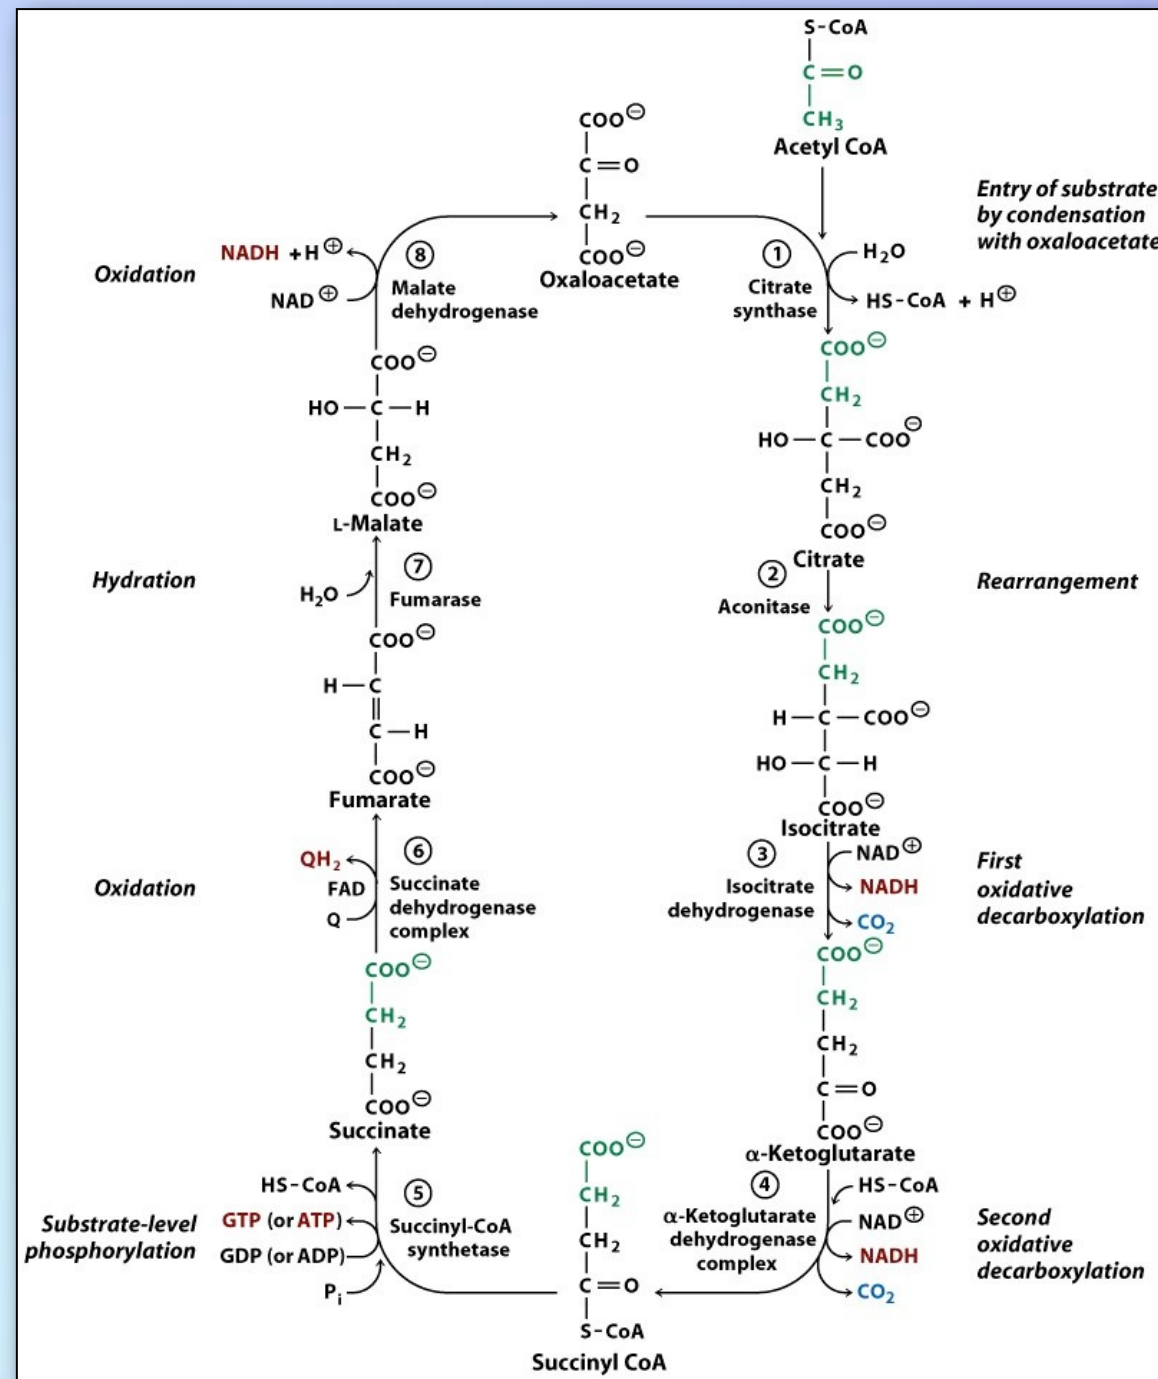 S-CoA
C=O
CH₃
Acetyl CoA
COO⊖
C=O
CH₂
COO⊖
Oxaloacetate
Entry of substrate
by condensation
with oxaloacetate
①
Citrate
synthase
H₂O
HS-CoA + H⊕
COO⊖
CH₂
HO—C—COO⊖
CH₂
COO⊖
Citrate
②
Aconitase
Rearrangement
COO⊖
CH₂
H—C—COO⊖
HO—C—H
COO⊖
Isocitrate
③
Isocitrate
dehydrogenase
NAD⊕
NADH
CO₂
First
oxidative
decarboxylation
COO⊖
CH₂
CH₂
C=O
COO⊖
α-Ketoglutarate
④
α-Ketoglutarate
dehydrogenase
complex
HS-CoA
NAD⊕
NADH
CO₂
Second
oxidative
decarboxylation
COO⊖
CH₂
CH₂
C=O
S-CoA
Succinyl CoA
⑤
Succinyl-CoA
synthetase
HS-CoA
GTP (or ATP)
GDP (or ADP)
Pᵢ
Substrate-level
phosphorylation
COO⊖
CH₂
CH₂
COO⊖
Succinate
⑥
Succinate
dehydrogenase
complex
QH₂
FAD
Q
Oxidation
COO⊖
H—C
C—H
COO⊖
Fumarate
⑦
Fumarase
H₂O
Hydration
COO⊖
HO—C—H
CH₂
COO⊖
L-Malate
⑧
Malate
dehydrogenase
NADH + H⊕
NAD⊕
Oxidation